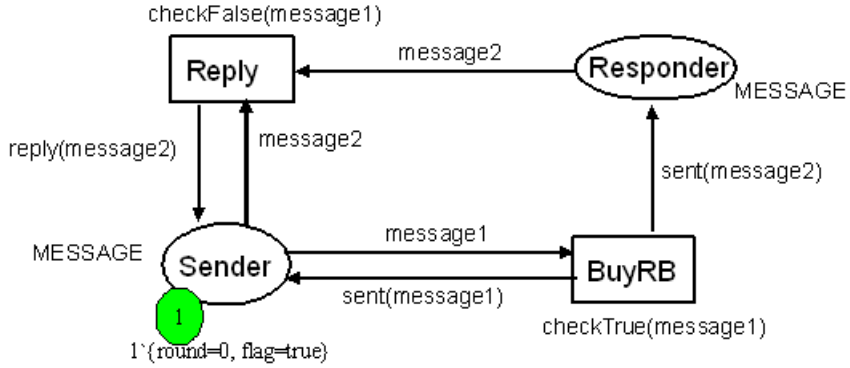 checkFalse(message1)
Reply
message2
Responder
MESSAGE
reply(message2)
message2
sent(message2)
MESSAGE
Sender
message1
sent(message1)
BuyRB
1
checkTrue(message1)
1`{round=0, flag=true}